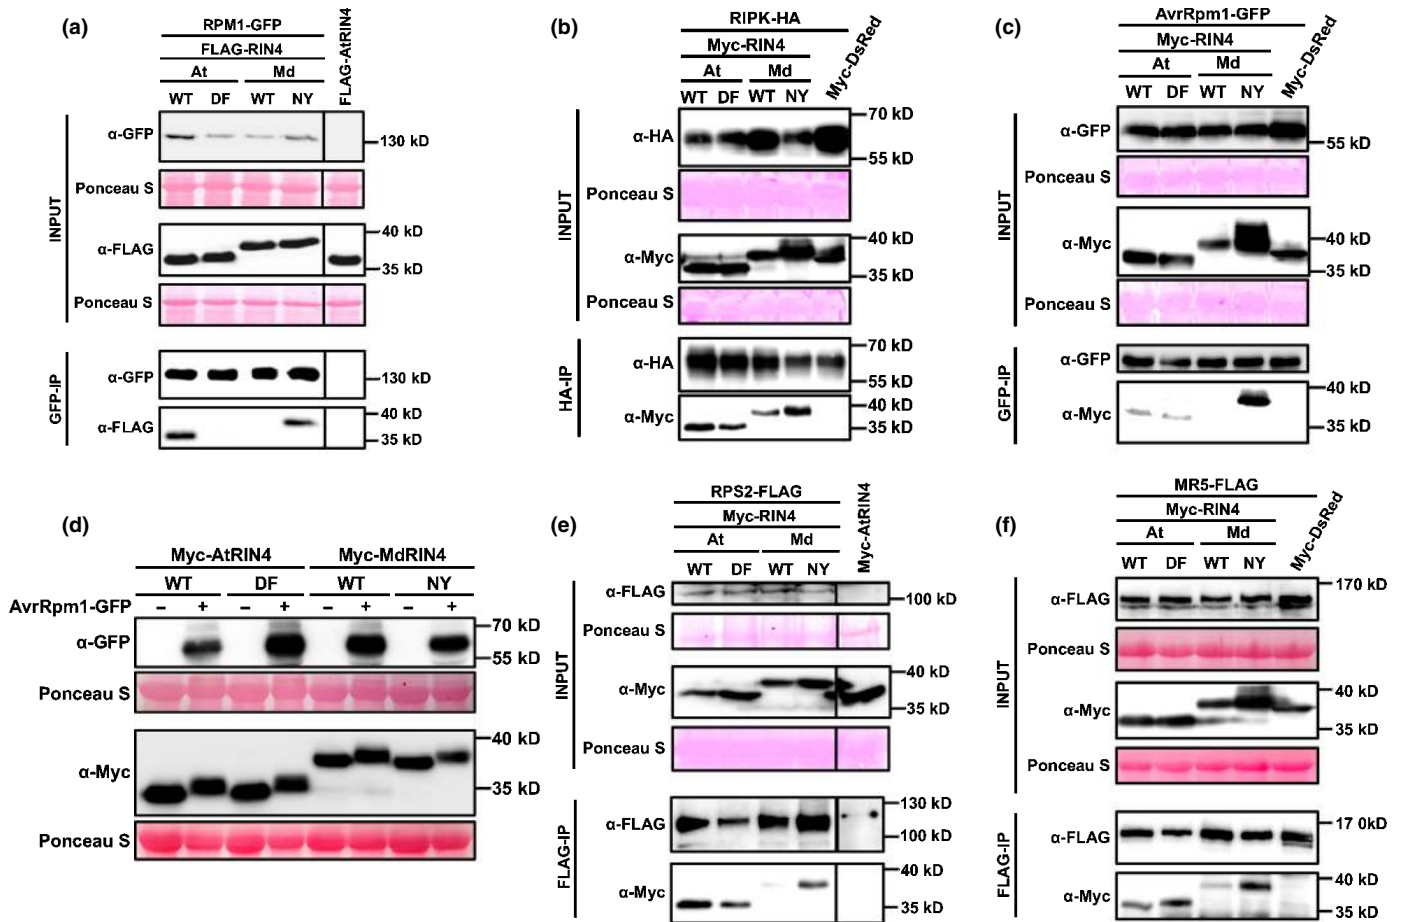 (a)
RPM1-GFP
FLAG-RIN4
At Md
WT DF WT NY FLAG-AtRIN4
INPUT
α-GFP 130 kD
Ponceau S
α-FLAG 40 kD
35 kD
Ponceau S
GFP-IP
α-GFP 130 kD
α-FLAG 40 kD
35 kD
(b)
RIPK-HA
Myc-RIN4
At Md
WT DF WT NY Myc-DsRed
INPUT
α-HA 70 kD
55 kD
Ponceau S
α-Myc 40 kD
35 kD
Ponceau S
HA-IP
α-HA 70 kD
55 kD
α-Myc 40 kD
35 kD
(c)
AvrRpm1-GFP
Myc-RIN4
At Md
WT DF WT NY Myc-DsRed
INPUT
α-GFP 55 kD
Ponceau S
α-Myc 40 kD
35 kD
Ponceau S
GFP-IP
α-GFP
α-Myc 40 kD
35 kD
(d)
Myc-AtRIN4 Myc-MdRIN4
WT DF WT NY
AvrRpm1-GFP – + – + – + – +
α-GFP 70 kD
55 kD
Ponceau S
α-Myc 40 kD
35 kD
Ponceau S
(e)
RPS2-FLAG
Myc-RIN4
At Md
WT DF WT NY Myc-AtRIN4
INPUT
α-FLAG 100 kD
Ponceau S
α-Myc 40 kD
35 kD
Ponceau S
FLAG-IP
α-FLAG 130 kD
100 kD
α-Myc 40 kD
35 kD
(f)
MR5-FLAG
Myc-RIN4
At Md
WT DF WT NY Myc-DsRed
INPUT
α-FLAG 170 kD
Ponceau S
α-Myc 40 kD
35 kD
Ponceau S
FLAG-IP
α-FLAG 17 0kD
α-Myc 40 kD
35 kD